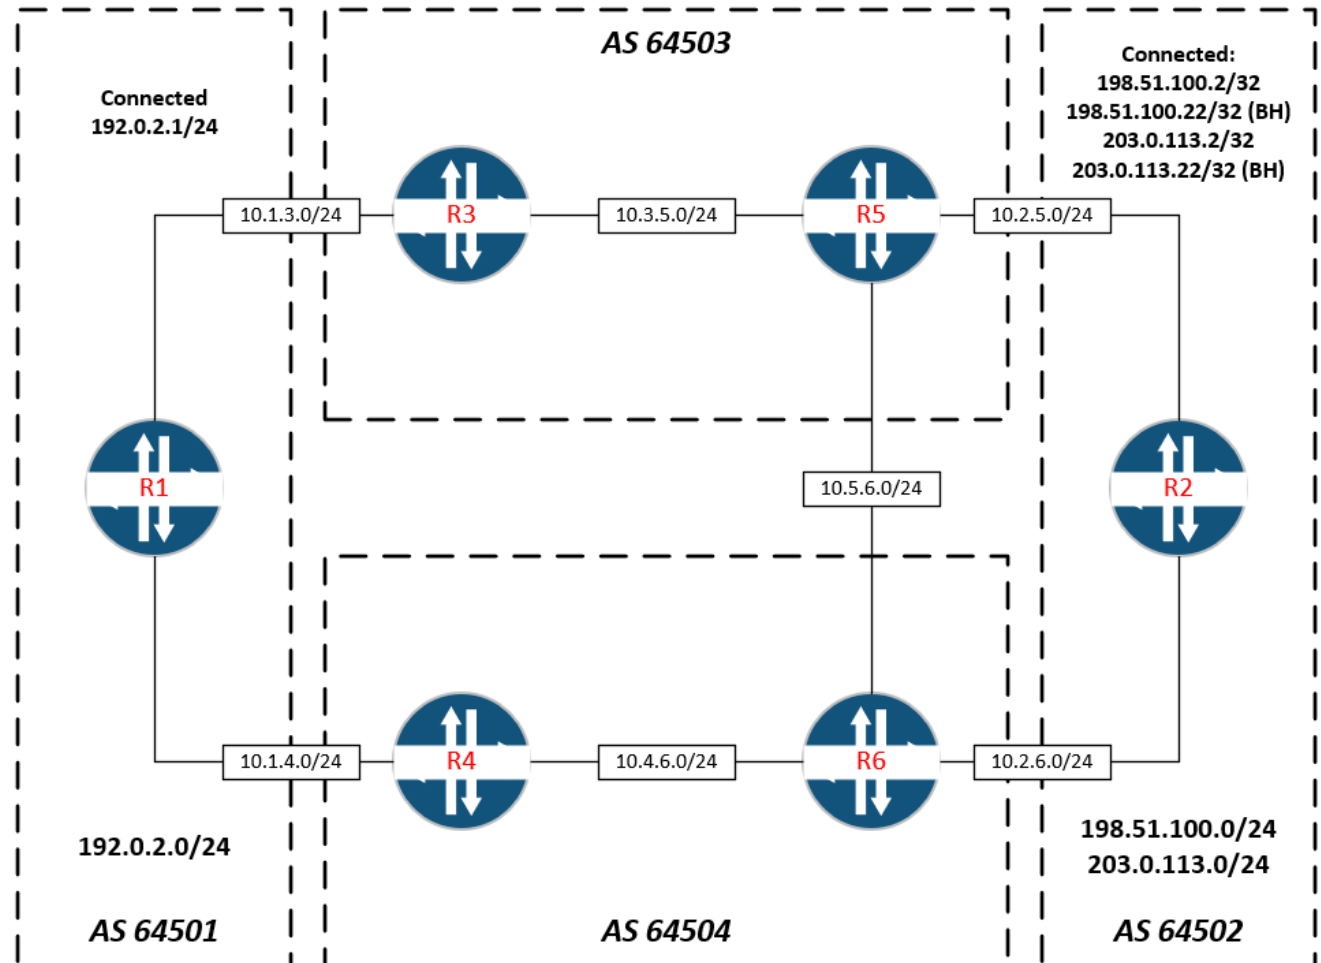 AS 64503
Connected
192.0.2.1/24
Connected:
198.51.100.2/32
198.51.100.22/32 (BH)
203.0.113.2/32
203.0.113.22/32 (BH)
10.1.3.0/24
R3
10.3.5.0/24
R5
10.2.5.0/24
R1
10.5.6.0/24
R2
10.1.4.0/24
R4
10.4.6.0/24
R6
10.2.6.0/24
192.0.2.0/24
198.51.100.0/24
203.0.113.0/24
AS 64501
AS 64504
AS 64502